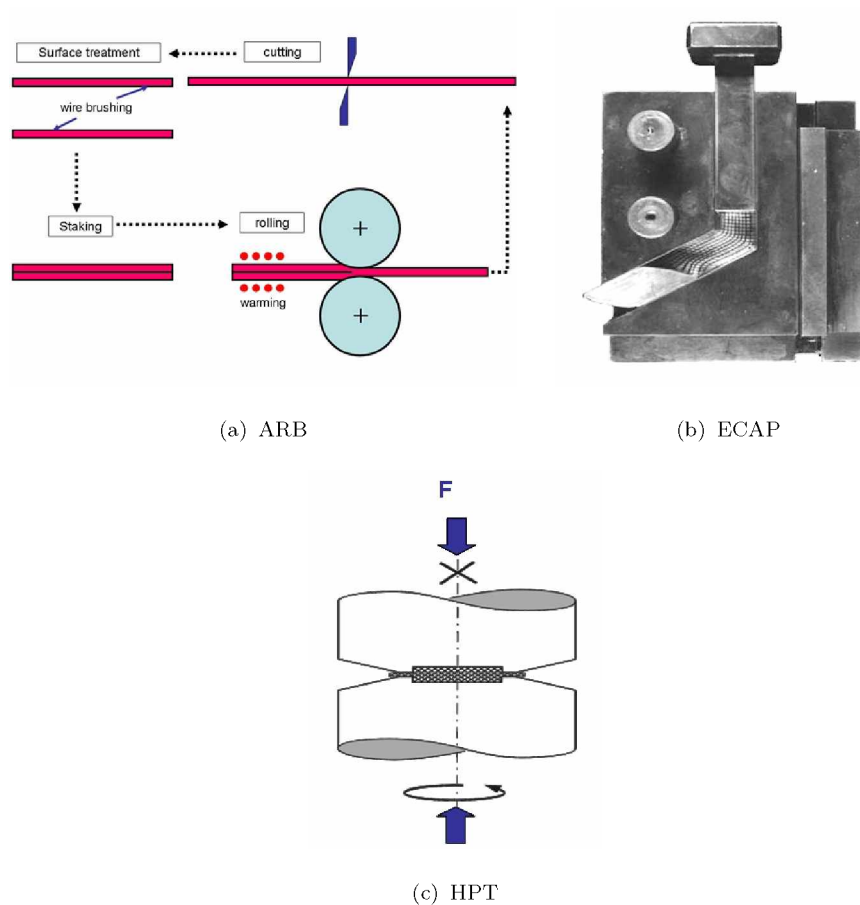 Surface treatment
cutting
wire brushing
Staking
rolling
warming
(a) ARB
(b) ECAP
F
(c) HPT